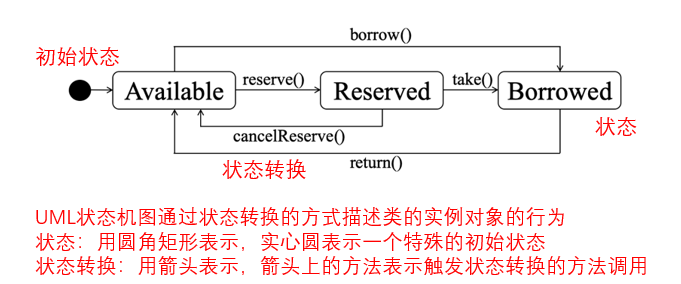 borrow()
初始状态
Available
reserve()
Reserved
take()
Borrowed
cancelReserve()
状态
状态转换
return()
UML状态机图通过状态转换的方式描述类的实例对象的行为
状态：用圆角矩形表示，实心圆表示一个特殊的初始状态
状态转换：用箭头表示，箭头上的方法表示触发状态转换的方法调用